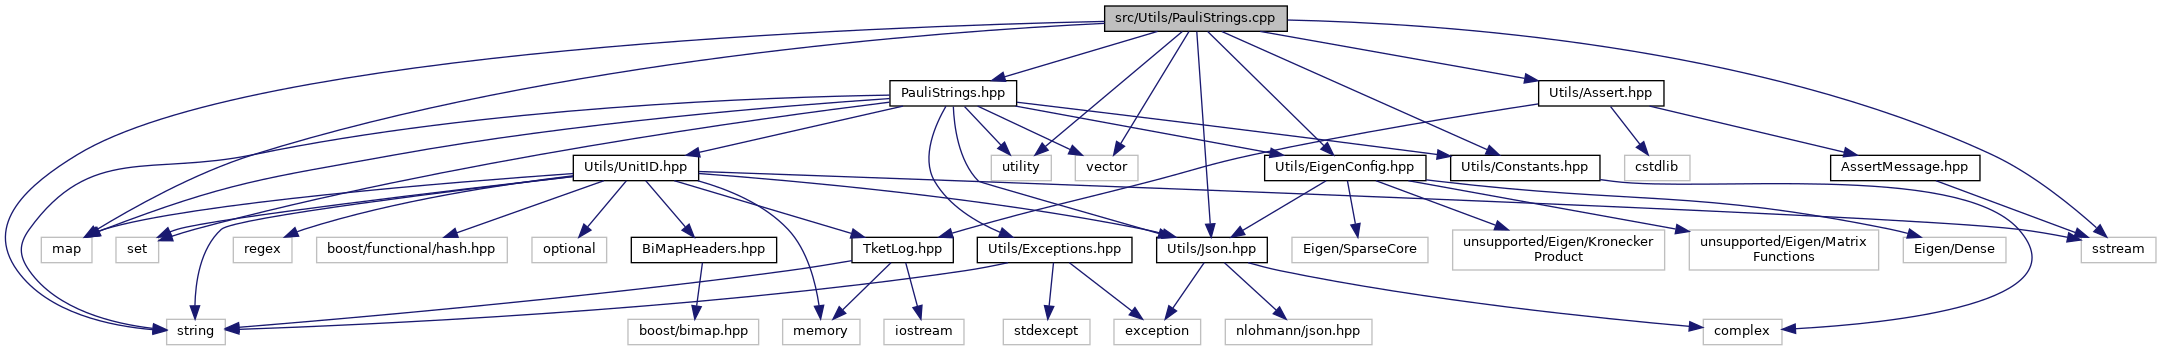 src/Utils/PauliStrings.cpp
PauliStrings.hpp
Utils/Assert.hpp
Utils/UnitID.hpp
utility
vector
Utils/EigenConfig.hpp
Utils/Constants.hpp
cstdlib
AssertMessage.hpp
map
set
regex
boost/functional/hash.hpp
optional
BiMapHeaders.hpp
TketLog.hpp
Utils/Exceptions.hpp
Utils/Json.hpp
Eigen/SparseCore
unsupported/Eigen/Kronecker
Product
unsupported/Eigen/Matrix
Functions
Eigen/Dense
sstream
string
boost/bimap.hpp
memory
iostream
stdexcept
exception
nlohmann/json.hpp
complex